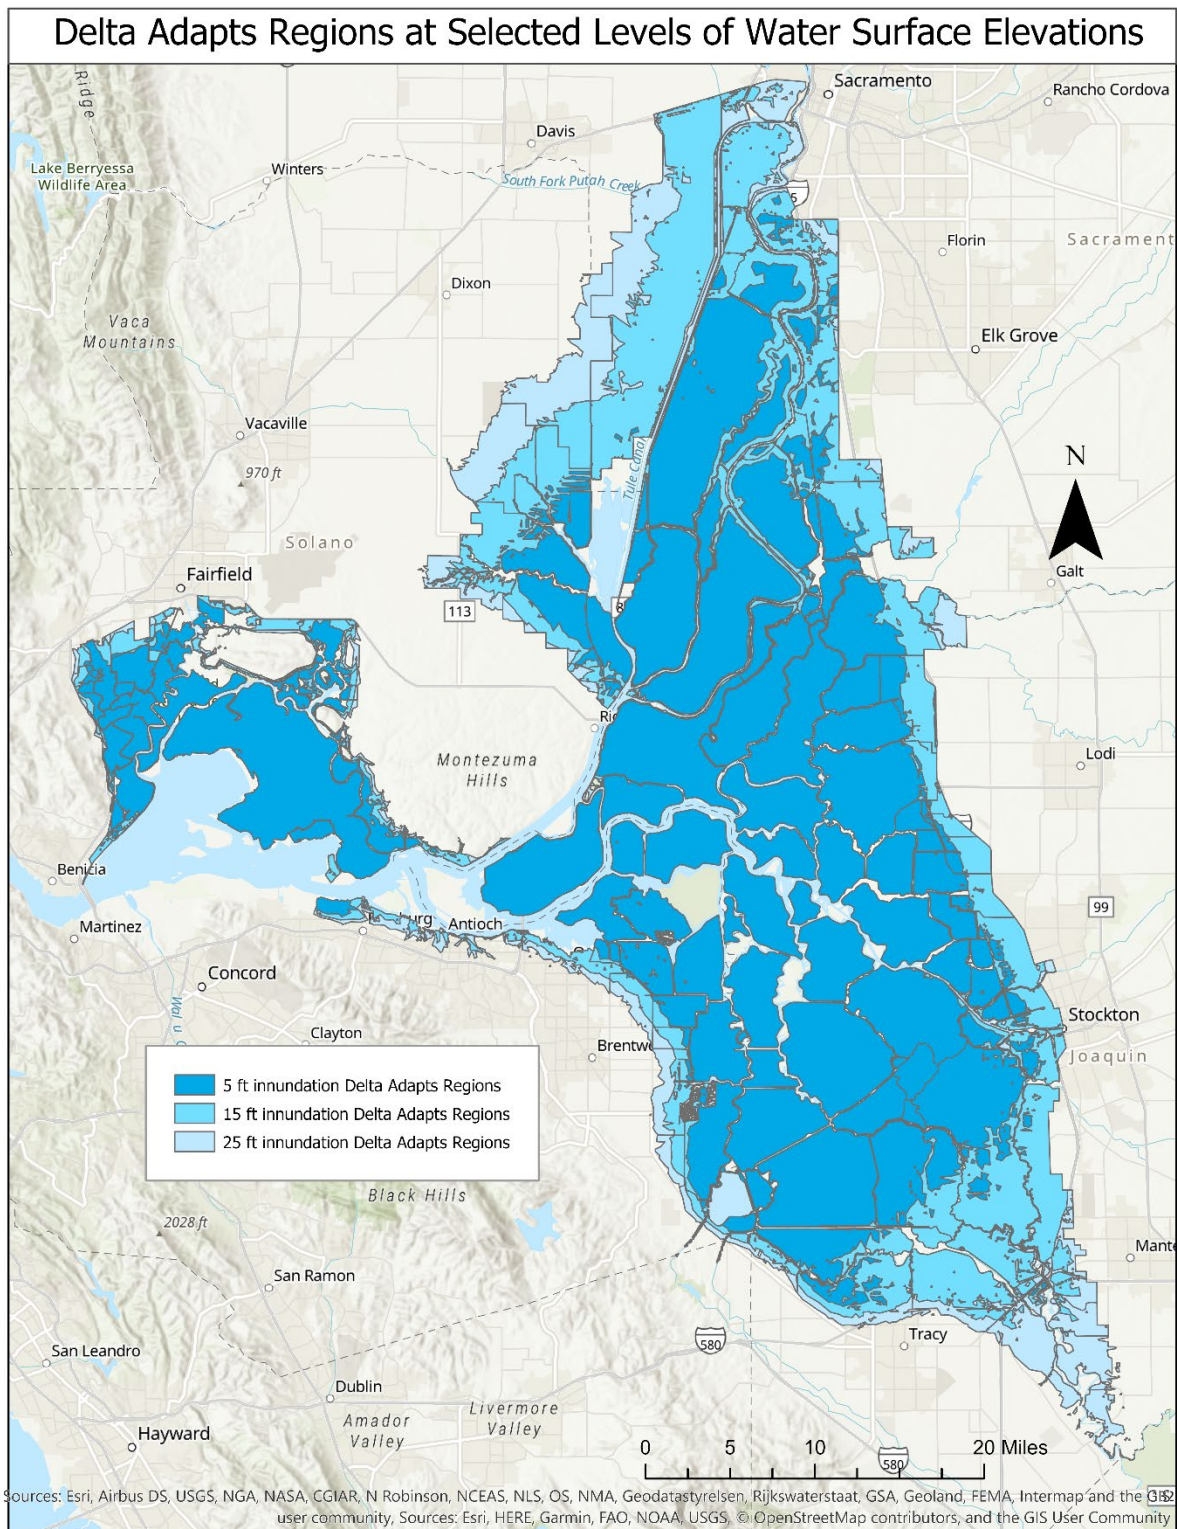 Delta Adapts Regions at Selected Levels of Water Surface Elevations
Ridge
Sacramento
Rancho Cordova
Davis
Lake Berryessa
Wildlife Area
Winters
South Fork Putah Creek
5
Florin
Sacrament
Dixon
Vaca
Mountains
Elk Grove
Vacaville
970 ft
Tule Canal
N
Solano
Fairfield
Galt
113
Ric
Montezuma
Hills
Lodi
Benicia
99
Martinez
urg
Antioch
Concord
Wal u
Clayton
Stockton
Joaquin
Brentwo
5 ft innundation Delta Adapts Regions
15 ft innundation Delta Adapts Regions
25 ft innundation Delta Adapts Regions
Black Hills
2028 ft
Mante
San Ramon
580
Tracy
San Leandro
Dublin
Livermore
Valley
Amador
Valley
Hayward
0 5 10 20 Miles
580
Sources: Esri, Airbus DS, USGS, NGA, NASA, CGIAR, N Robinson, NCEAS, NLS, OS, NMA, Geodatastyrelsen, Rijkswaterstaat, GSA, Geoland, FEMA, Intermap and the GIS
user community, Sources: Esri, HERE, Garmin, FAO, NOAA, USGS, © OpenStreetMap contributors, and the GIS User Community